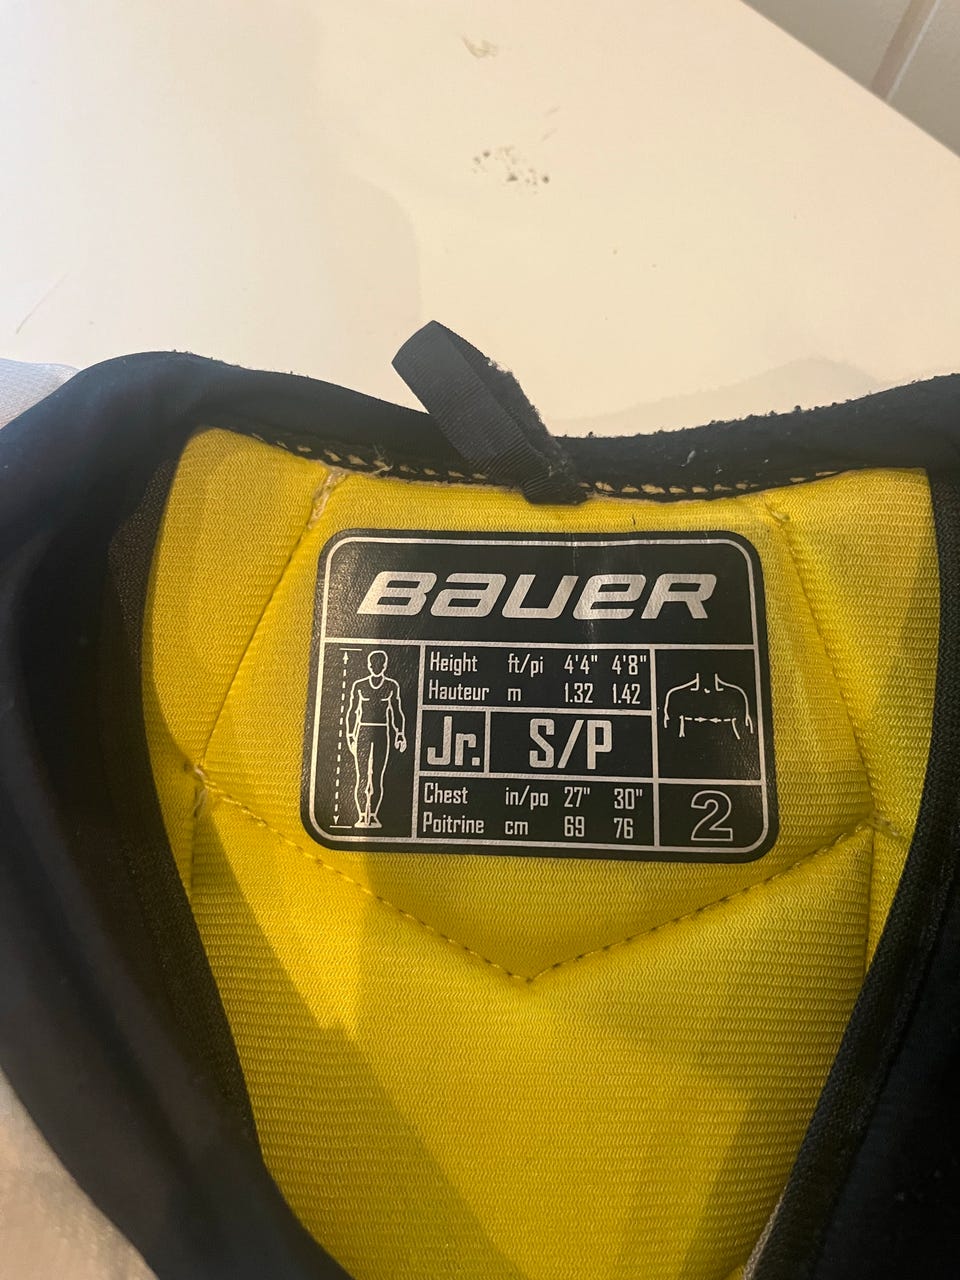 BAUER
Height ft/pi 4'4" 4'8"
Hauteur m 1.32 1.42
Jr. S/P
Chest in/po 27" 30"
Poitrine cm 69 76
2